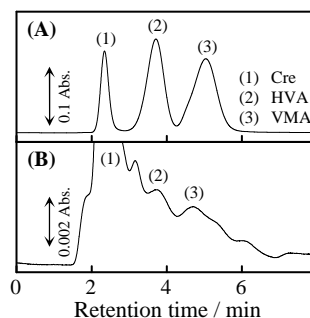 (A)
(1)
(2)
(3)
(1) Cre
(2) HVA
(3) VMA
0.1 Abs.
(B)
(1)
(2)
(3)
0.002 Abs.
0 2 4 6
Retention time / min